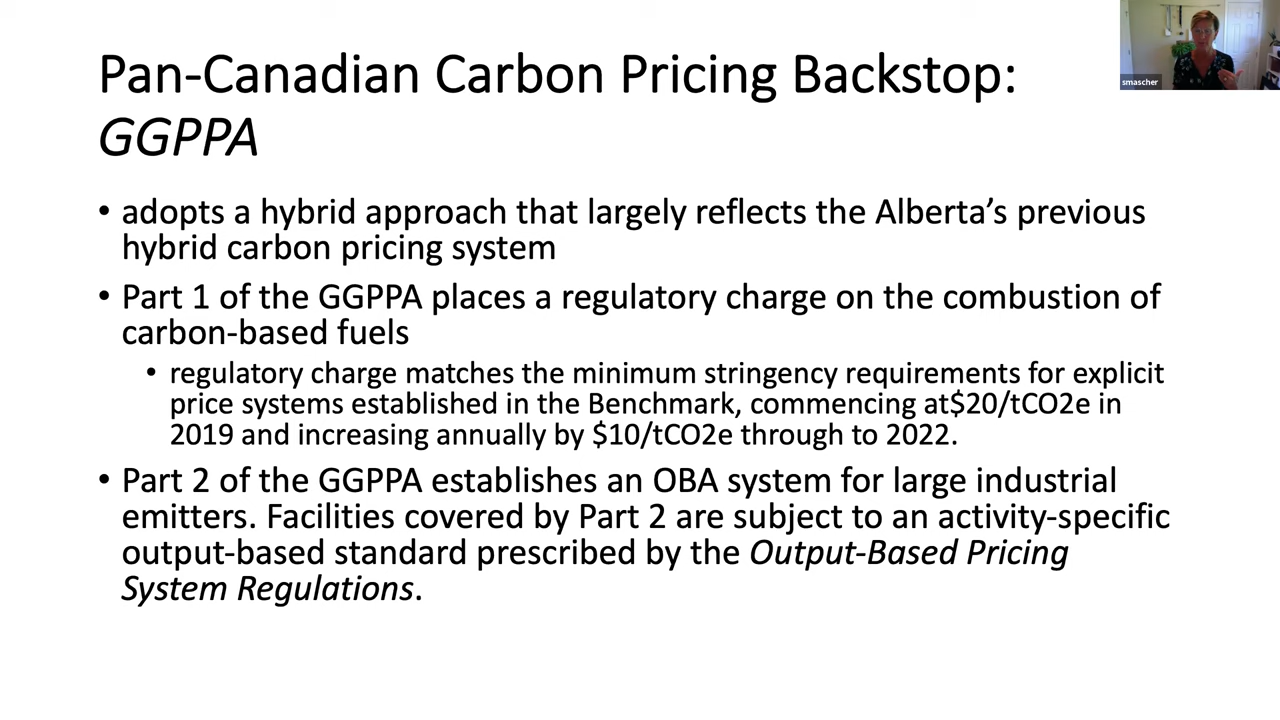 Pan-Canadian Carbon Pricing Backstop:
GGPPA
smascher
• adopts a hybrid approach that largely reflects the Alberta’s previous
hybrid carbon pricing system
• Part 1 of the GGPPA places a regulatory charge on the combustion of
carbon-based fuels
• regulatory charge matches the minimum stringency requirements for explicit
price systems established in the Benchmark, commencing at$20/tCO2e in
2019 and increasing annually by $10/tCO2e through to 2022.
• Part 2 of the GGPPA establishes an OBA system for large industrial
emitters. Facilities covered by Part 2 are subject to an activity-specific
output-based standard prescribed by the Output-Based Pricing
System Regulations.